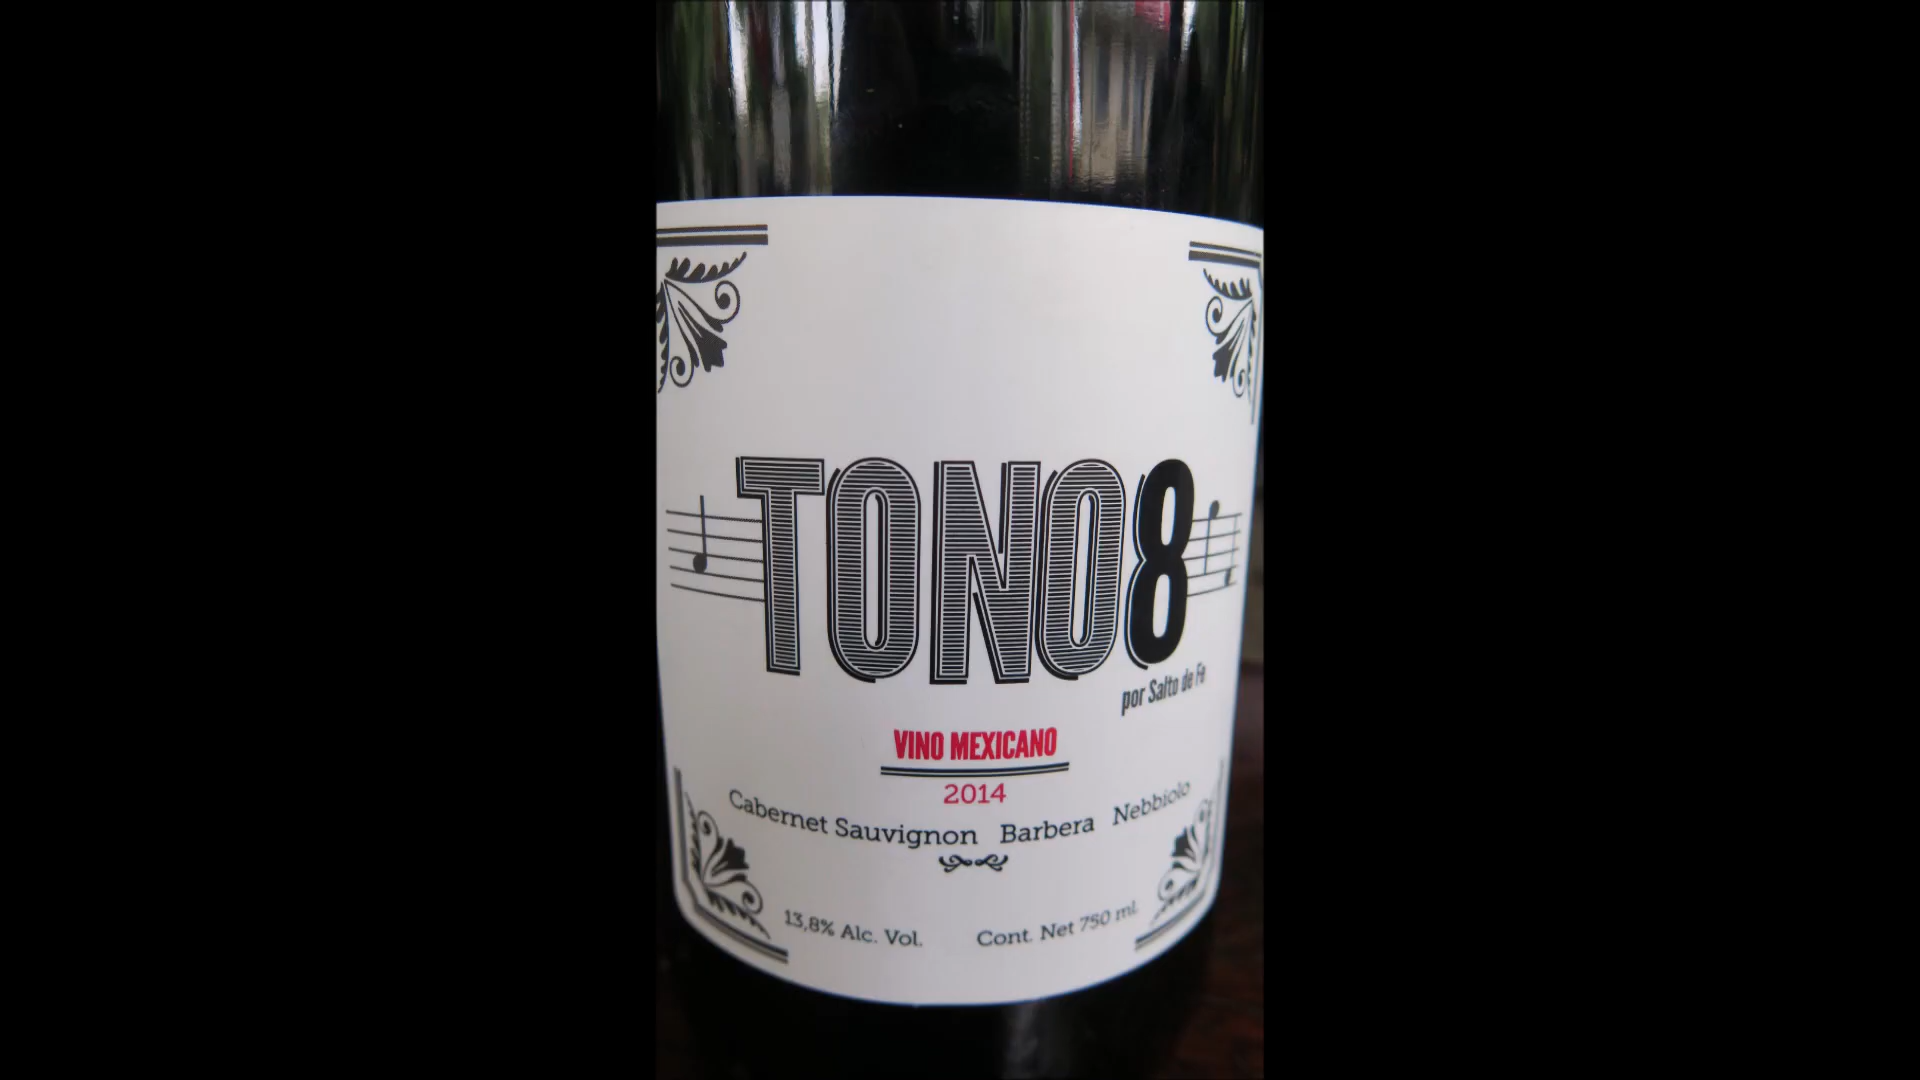 TONO8
por Salto de Fe
VINO MEXICANO
2014
Cabernet Sauvignon Barbera Nebbiolo
13,8% Alc. Vol. Cont. Net 750 ml.